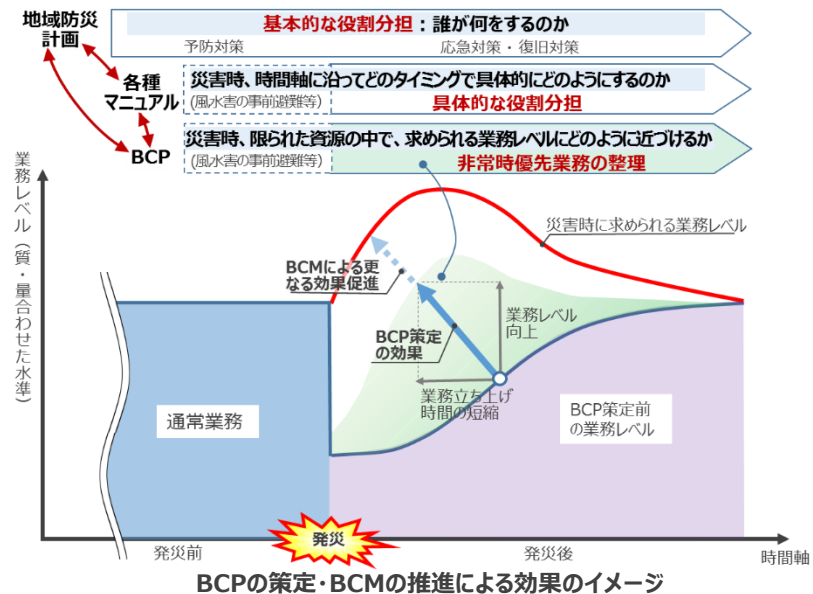 地域防災
計画
基本的な役割分担：誰が何をするのか
予防対策
応急対策・復旧対策
各種
マニュアル
災害時、時間軸に沿ってどのタイミングで具体的にどのようにするのか
(風水害の事前避難等)
具体的な役割分担
BCP
災害時、限られた資源の中で、求められる業務レベルにどのように近づけるか
(風水害の事前避難等)
非常時優先業務の整理
業務レベル（質・量合わせた水準）
災害時に求められる業務レベル
BCMによる更
なる効果促進
業務レベル
向上
BCP策定
の効果
業務立ち上げ
時間の短縮
通常業務
BCP策定前
の業務レベル
発災
発災前
発災後
時間軸
BCPの策定・BCMの推進による効果のイメージ